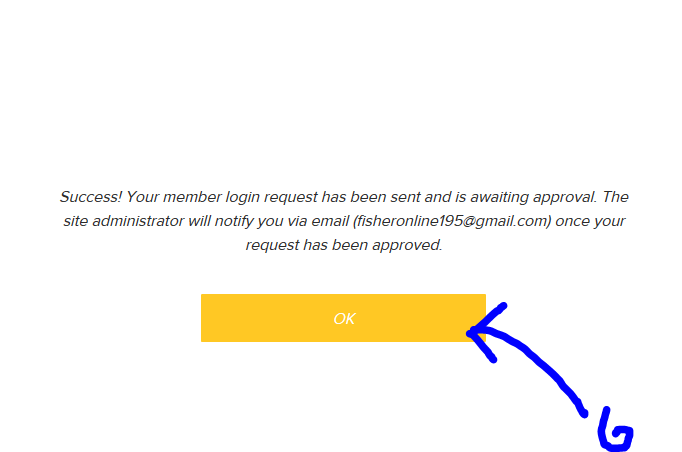 Success! Your member login request has been sent and is awaiting approval. The
site administrator will notify you via email (fisheronline195@gmail.com) once your
request has been approved.
OK
6